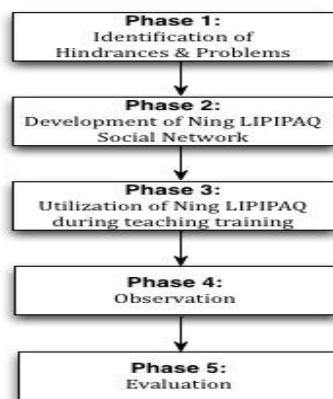 Phase 1:
Identification of
Hindrances & Problems
Phase 2:
Development of Ning LIPIPAQ
Social Network
Phase 3:
Utilization of Ning LIPIPAQ
during teaching training
Phase 4:
Observation
Phase 5:
Evaluation